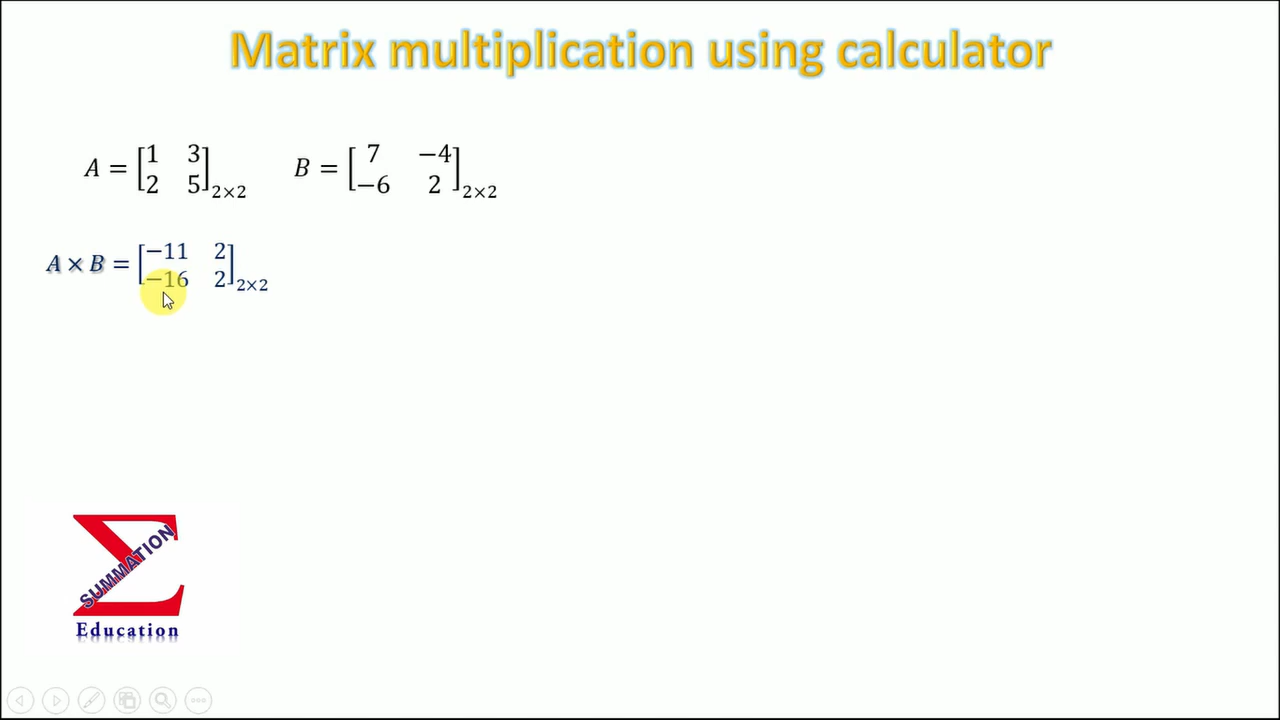 Matrix multiplication using calculator
A = [1 3; 2 5]2×2 B = [7 −4; −6 2]2×2
A × B = [−11 2; −16 2]2×2
SUMMATION
Education